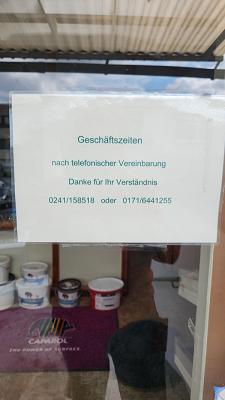 Geschäftszeiten
nach telefonischer Vereinbarung
Danke für Ihr Verständnis
0241/158518 oder 0171/6441255
CAPAROL
THE POWER OF SURFACE.